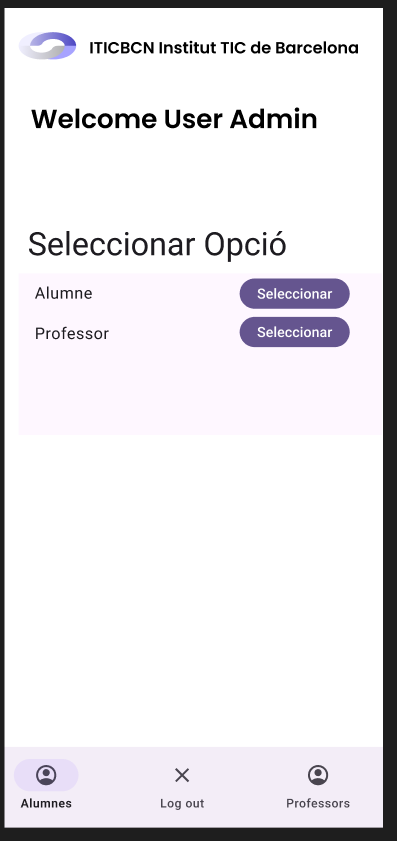 ITICBCN Institut TIC de Barcelona
Welcome User Admin
Seleccionar Opció
Alumne Seleccionar
Professor Seleccionar
Alumnes Log out Professors